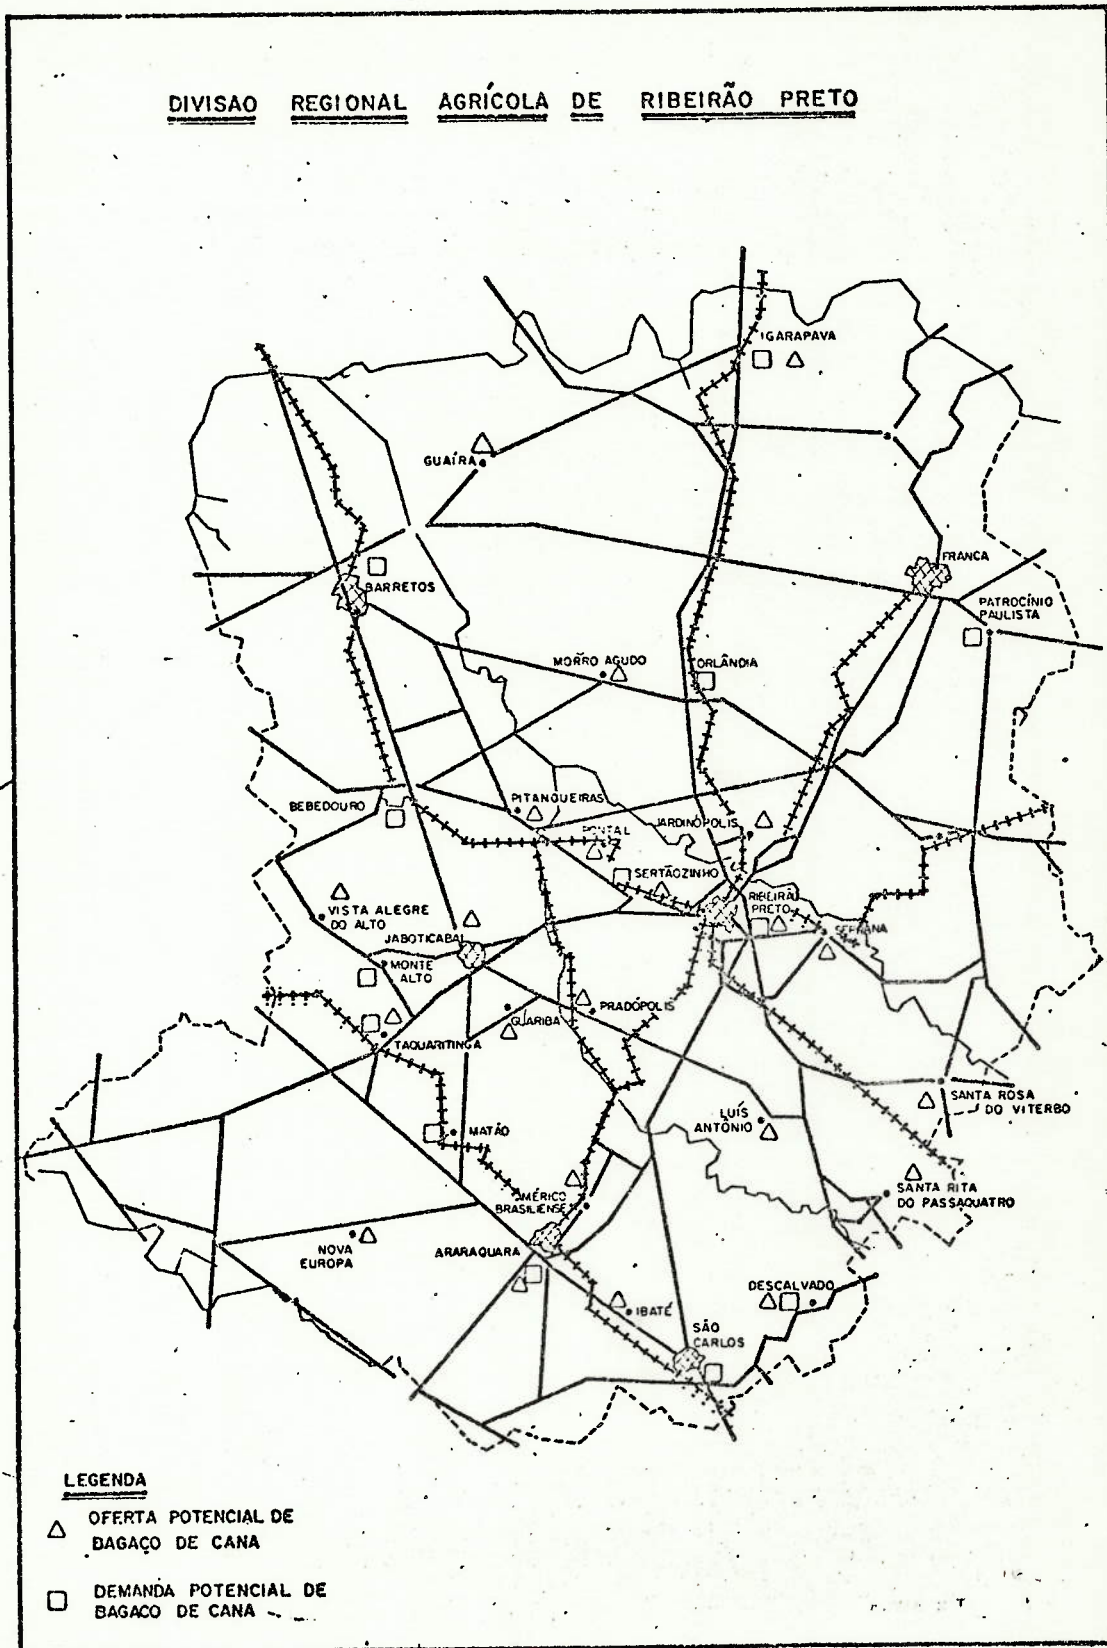 DIVISAO REGIONAL AGRÍCOLA DE RIBEIRÃO PRETO
IGARAPAVA
GUAÍRA
FRANCA
BARRETOS
PATROCÍNIO
PAULISTA
MORRO AGUDO
ORLÂNDIA
BEBEDOURO
PITANGUEIRAS
JARDINÓPOLIS
PONTAL
SERTÃOZINHO
RIBEIRÃO
PRETO
SERRANA
VISTA ALEGRE
DO ALTO
JABOTICABAL
MONTE
ALTO
GUARIBA
PRADÓPOLIS
TAQUARITINGA
SANTA ROSA
DO VITERBO
LUÍS
ANTÔNIO
MATÃO
SANTA RITA
DO PASSAQUATRO
AMÉRICO
BRASILIENSE
ARARAQUARA
NOVA
EUROPA
DESCALVADO
IBATÉ
SÃO
CARLOS
LEGENDA
OFERTA POTENCIAL DE
BAGAÇO DE CANA
DEMANDA POTENCIAL DE
BAGACO DE CANA